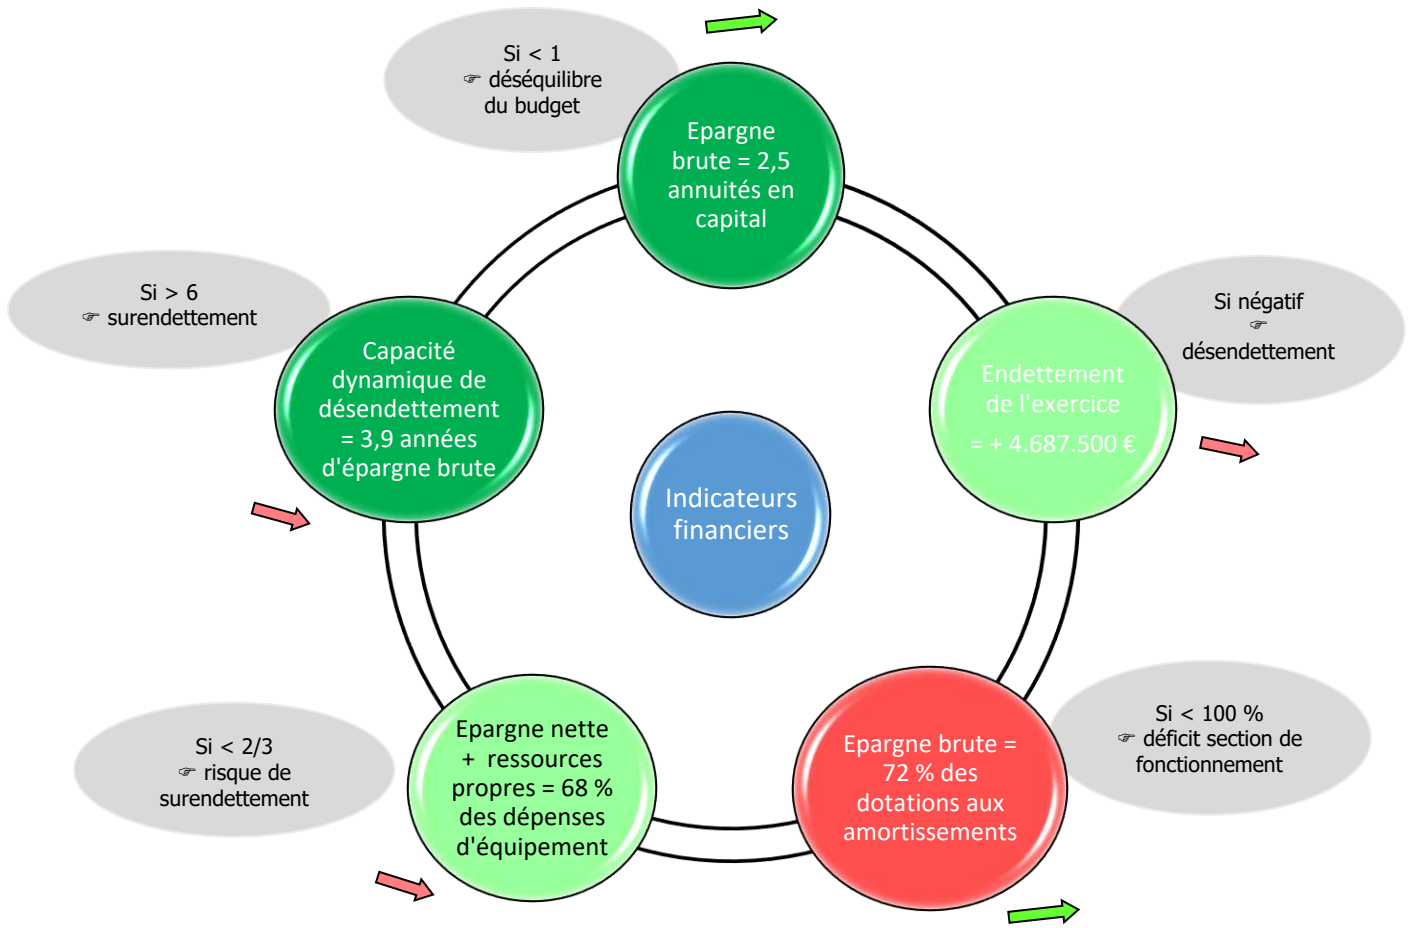 Si < 1
☞ déséquilibre
du budget
Epargne
brute = 2,5
annuités en
capital
Si > 6
☞ surendettement
Si négatif
☞
désendettement
Capacité
dynamique de
désendettement
= 3,9 années
d'épargne brute
Endettement
de l'exercice
= + 4.687.500 €
Indicateurs
financiers
Si < 2/3
☞ risque de
surendettement
Epargne nette
+ ressources
propres = 68 %
des dépenses
d'équipement
Epargne brute =
72 % des
dotations aux
amortissements
Si < 100 %
☞ déficit section de
fonctionnement